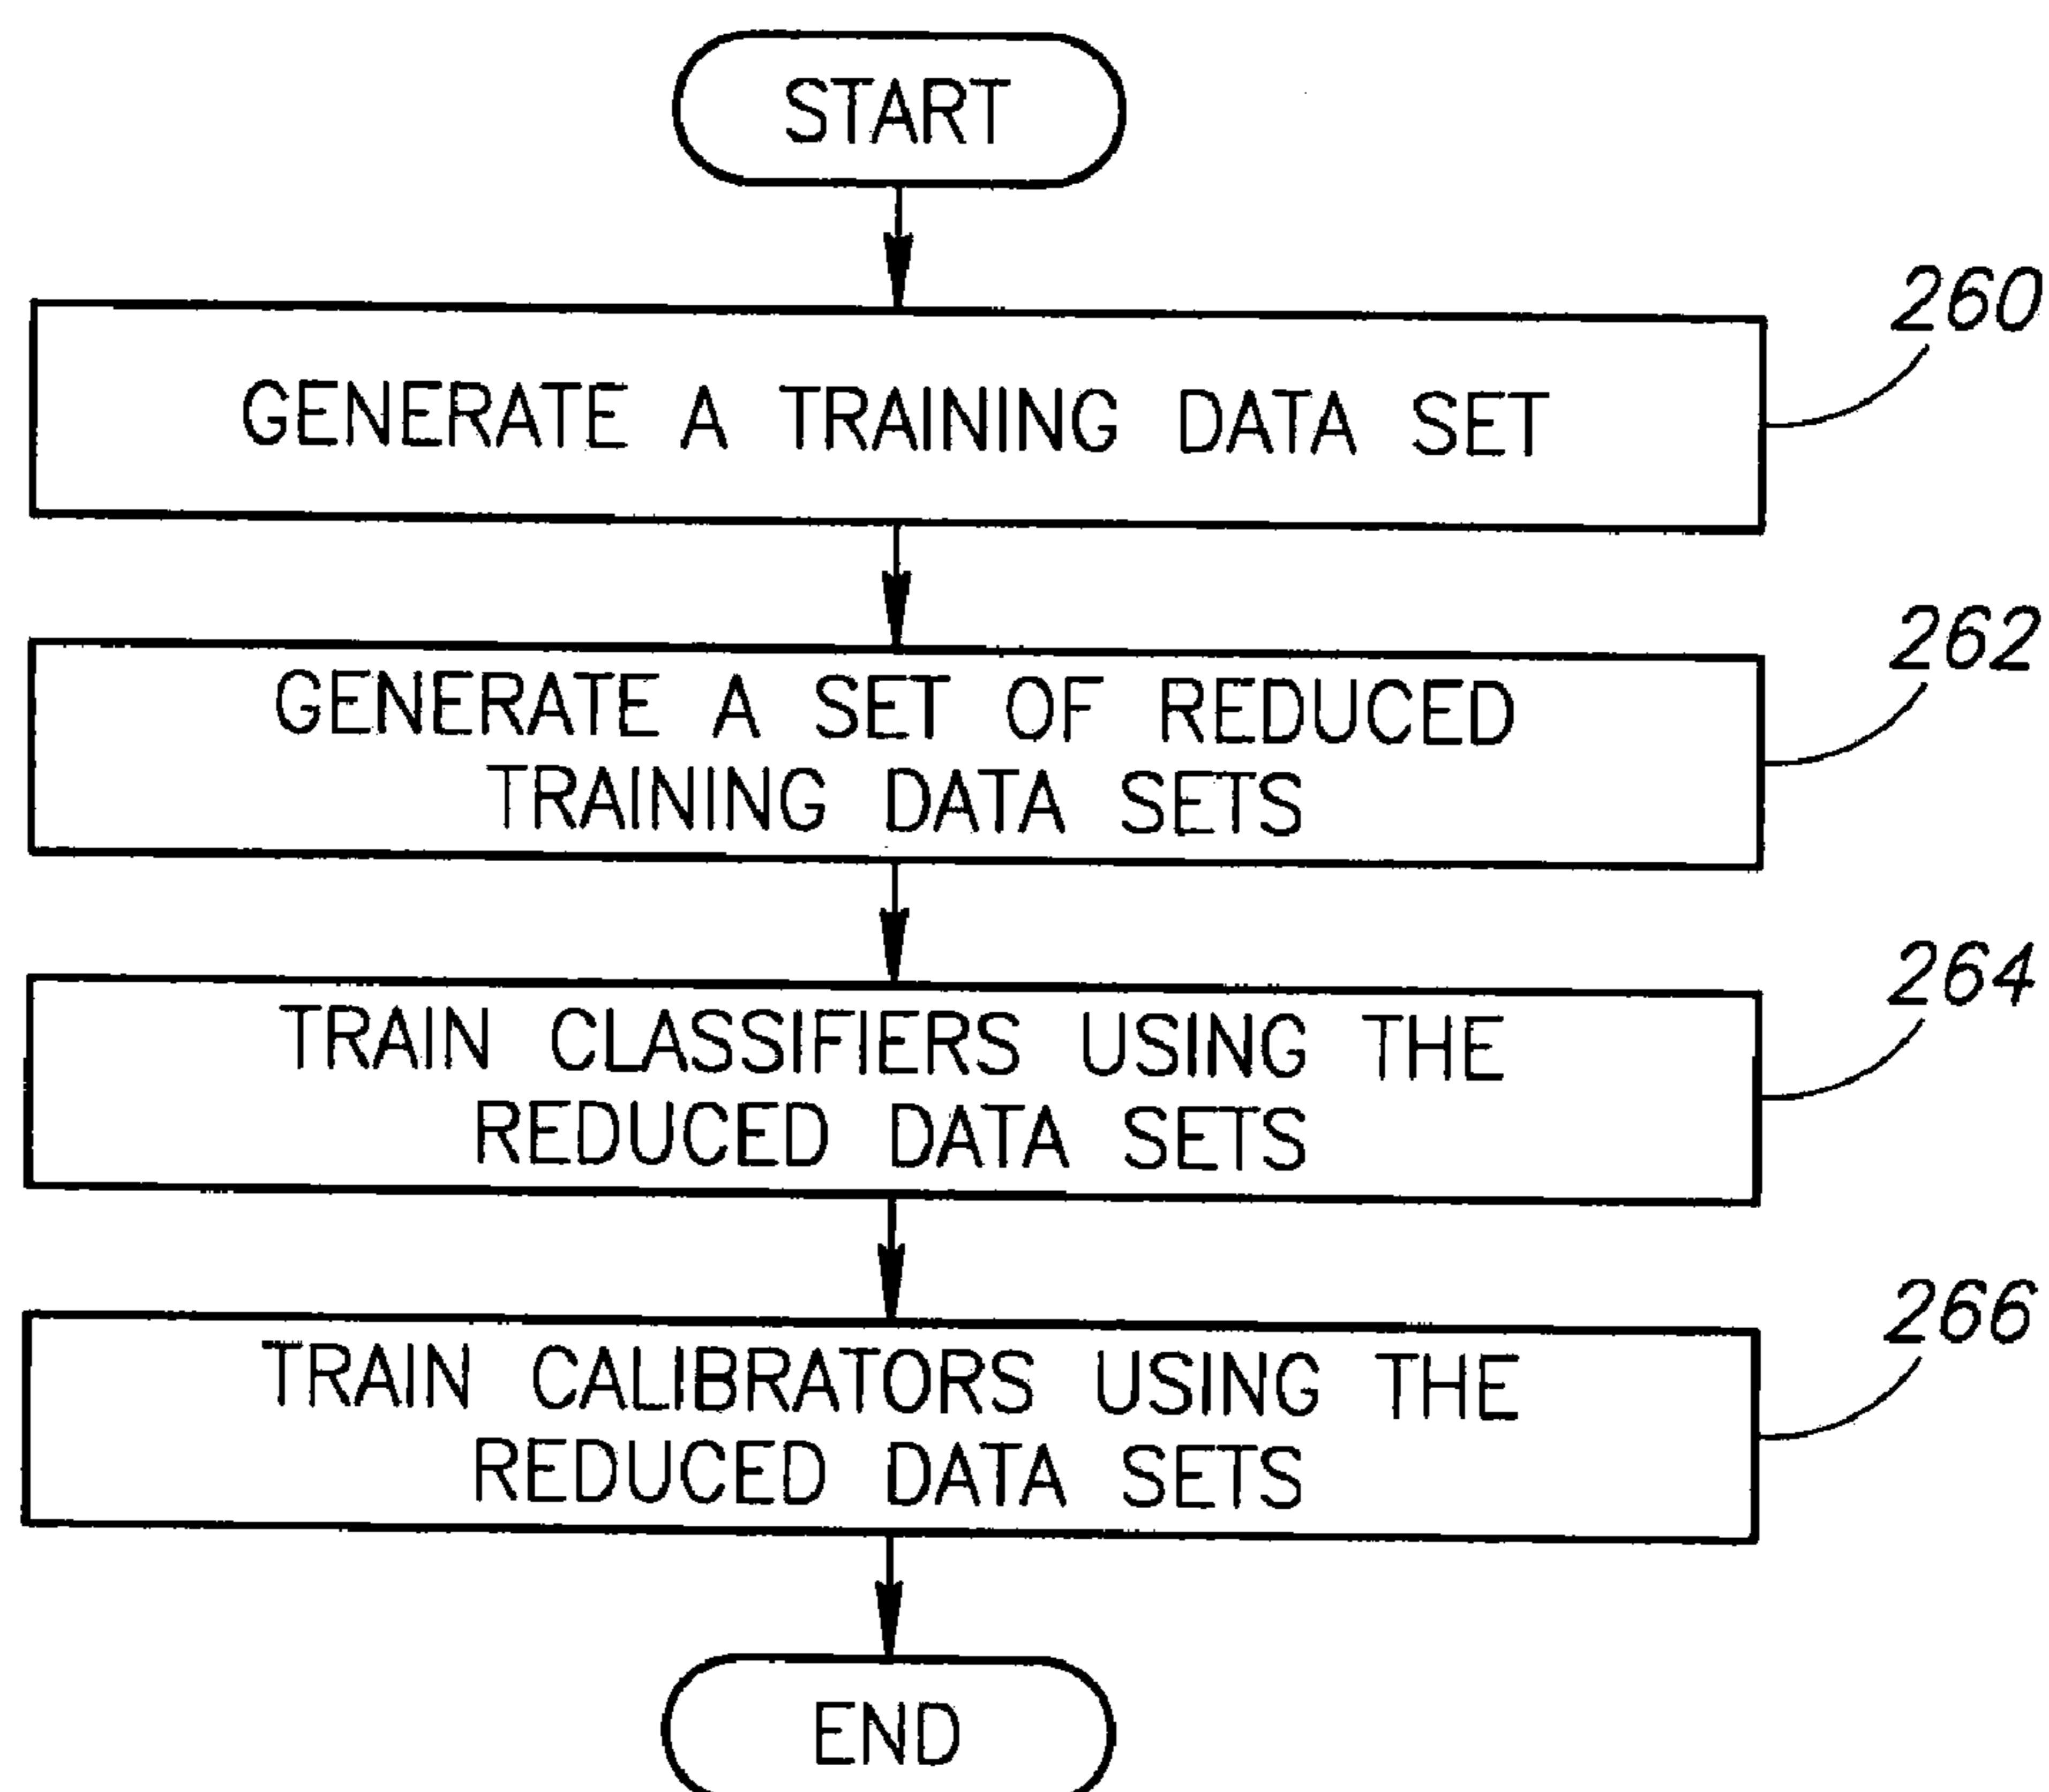 START
260
GENERATE A TRAINING DATA SET
262
GENERATE A SET OF REDUCED
TRAINING DATA SETS
264
TRAIN CLASSIFIERS USING THE
REDUCED DATA SETS
266
TRAIN CALIBRATORS USING THE
REDUCED DATA SETS
END